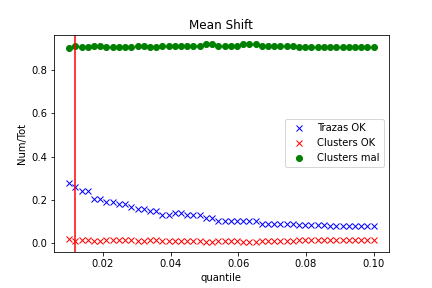 Mean Shift
Num/Tot
0.8
0.6
0.4
0.2
0.0
Trazas OK
Clusters OK
Clusters mal
0.02
0.04
0.06
0.08
0.10
quantile